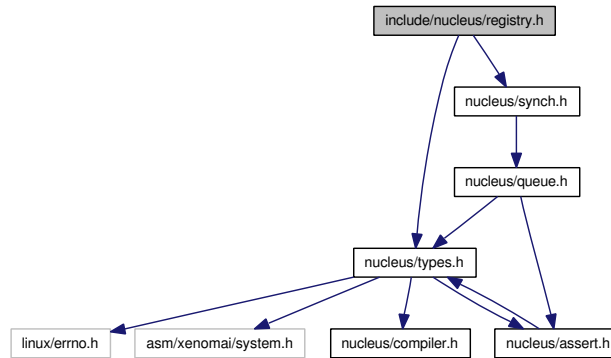 include/nucleus/registry.h
nucleus/synch.h
nucleus/queue.h
nucleus/types.h
linux/errno.h
asm/xenomai/system.h
nucleus/compiler.h
nucleus/assert.h